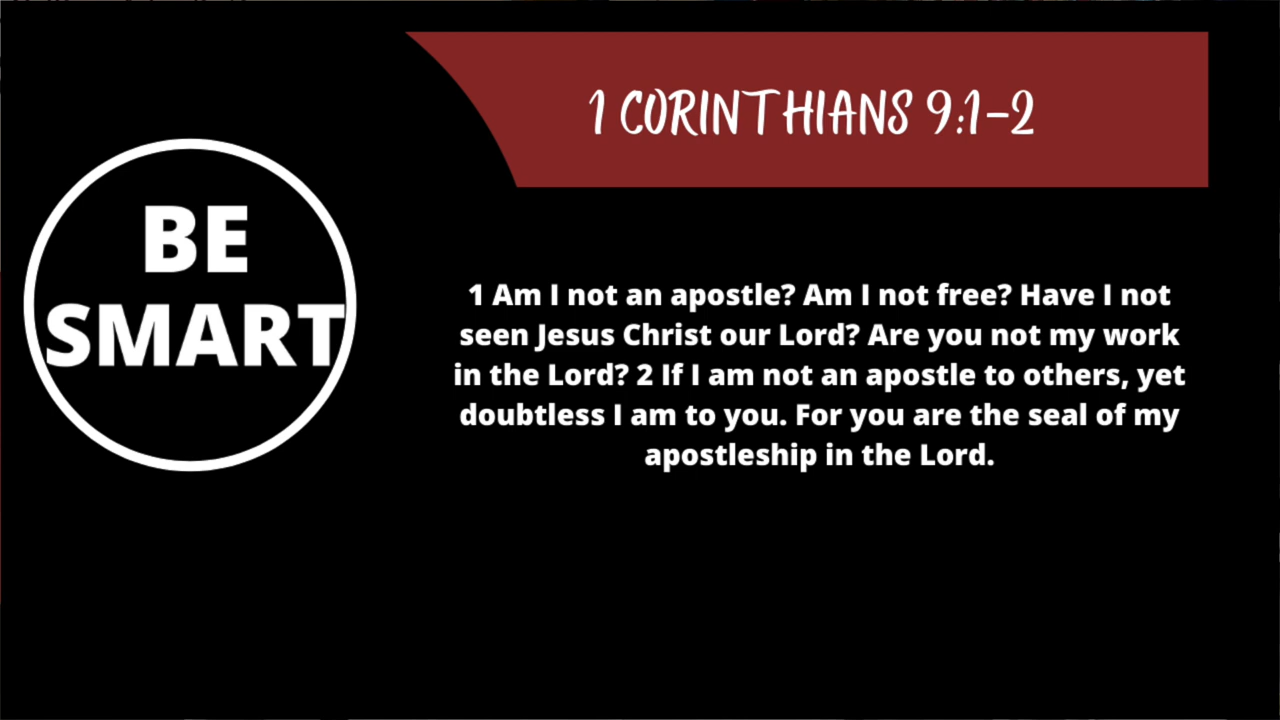 1 CORINTHIANS 9:1-2
BE
SMART
1 Am I not an apostle? Am I not free? Have I not
seen Jesus Christ our Lord? Are you not my work
in the Lord? 2 If I am not an apostle to others, yet
doubtless I am to you. For you are the seal of my
apostleship in the Lord.